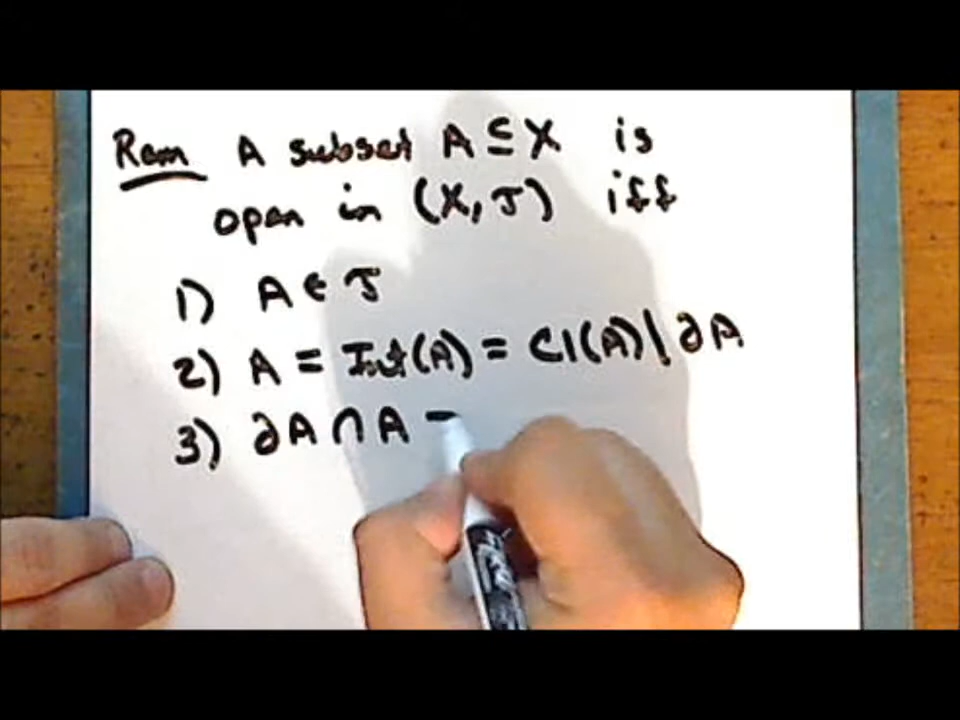 Rem A subset A ⊆ X is
open in (X, J) iff
1) A ∈ J
2) A = Int(A) = Cl(A) \ ∂A
3) ∂A ∩ A =